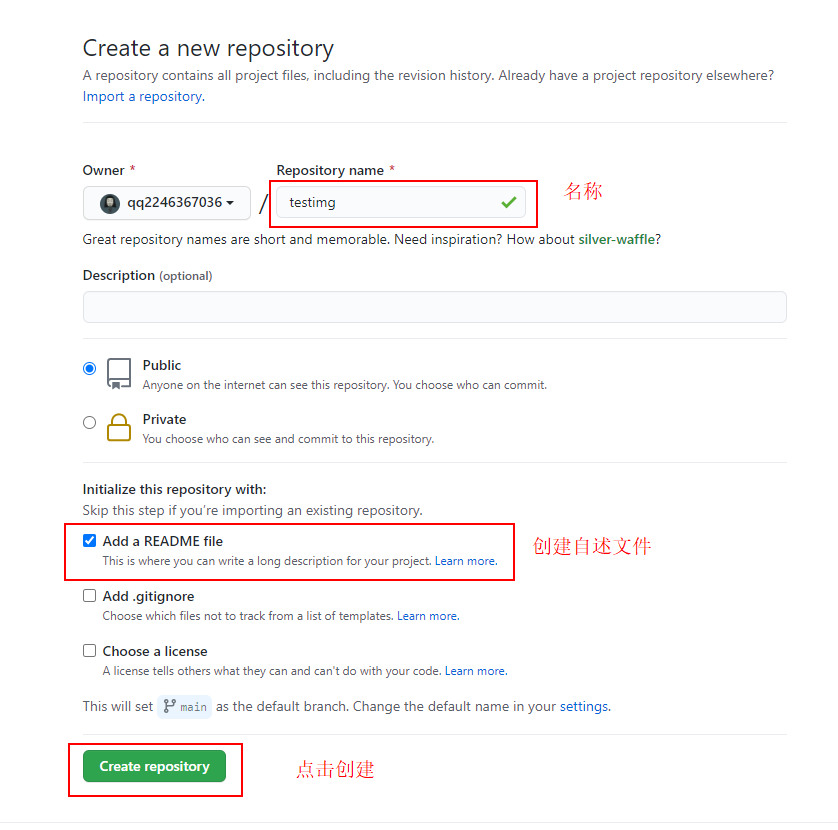 Create a new repository
A repository contains all project files, including the revision history. Already have a project repository elsewhere?
Import a repository.
Owner * Repository name *
qq2246367036 / testimg 名称
Great repository names are short and memorable. Need inspiration? How about silver-waffle?
Description (optional)
Public
Anyone on the internet can see this repository. You choose who can commit.
Private
You choose who can see and commit to this repository.
Initialize this repository with:
Skip this step if you're importing an existing repository.
Add a README file 创建自述文件
This is where you can write a long description for your project. Learn more.
Add .gitignore
Choose which files not to track from a list of templates. Learn more.
Choose a license
A license tells others what they can and can't do with your code. Learn more.
This will set main as the default branch. Change the default name in your settings.
Create repository 点击创建